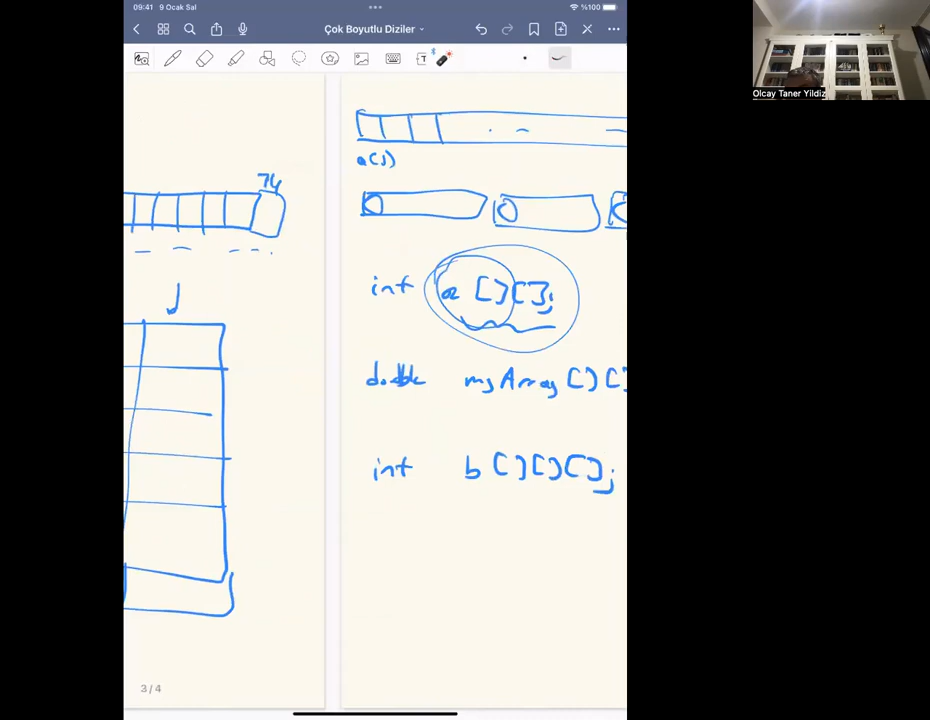 09:41 9 Ocak Sal
%100
Çok Boyutlu Diziler
T
Olcay Taner Yildiz
74
a[]
int a[][];
double myArray[][]
int b[][][];
3 / 4